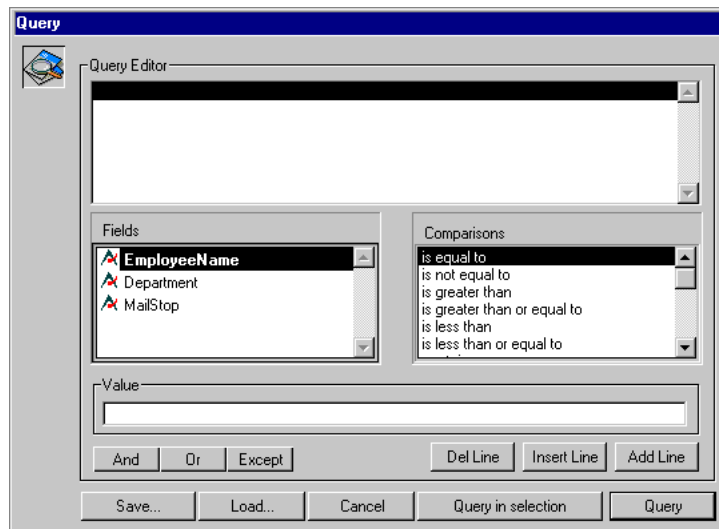 Query
Query Editor
Fields
EmployeeName
Department
MailStop
Comparisons
is equal to
is not equal to
is greater than
is greater than or equal to
is less than
is less than or equal to
Value
And Or Except Del Line Insert Line Add Line
Save... Load... Cancel Query in selection Query